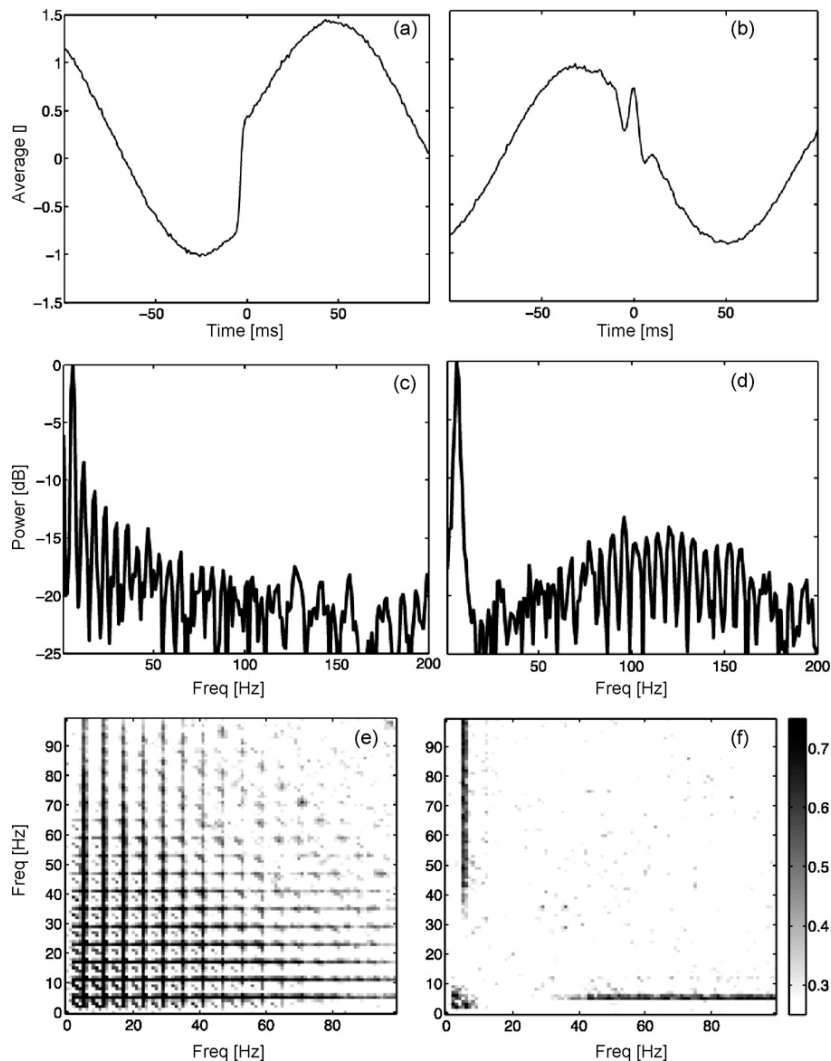 (a)
(b)
1.5
1
0.5
0
−0.5
−1
−1.5
Average []
−50 0 50
Time [ms]
−50 0 50
Time [ms]
(c)
(d)
0
−5
−10
−15
−20
−25
Power [dB]
50 100 150 200
Freq [Hz]
50 100 150 200
Freq [Hz]
(e)
(f)
90
80
70
60
50
40
30
20
10
0
Freq [Hz]
0 20 40 60 80
Freq [Hz]
90
80
70
60
50
40
30
20
10
0
0 20 40 60 80
Freq [Hz]
0.7
0.6
0.5
0.4
0.3